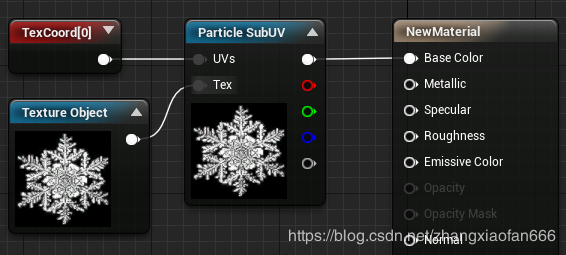 TexCoord[0]
Texture Object
Particle SubUV
UVs
Tex
NewMaterial
Base Color
Metallic
Specular
Roughness
Emissive Color
Opacity
Opacity Mask
Normal
https://blog.csdn.net/zhangxiaofan666